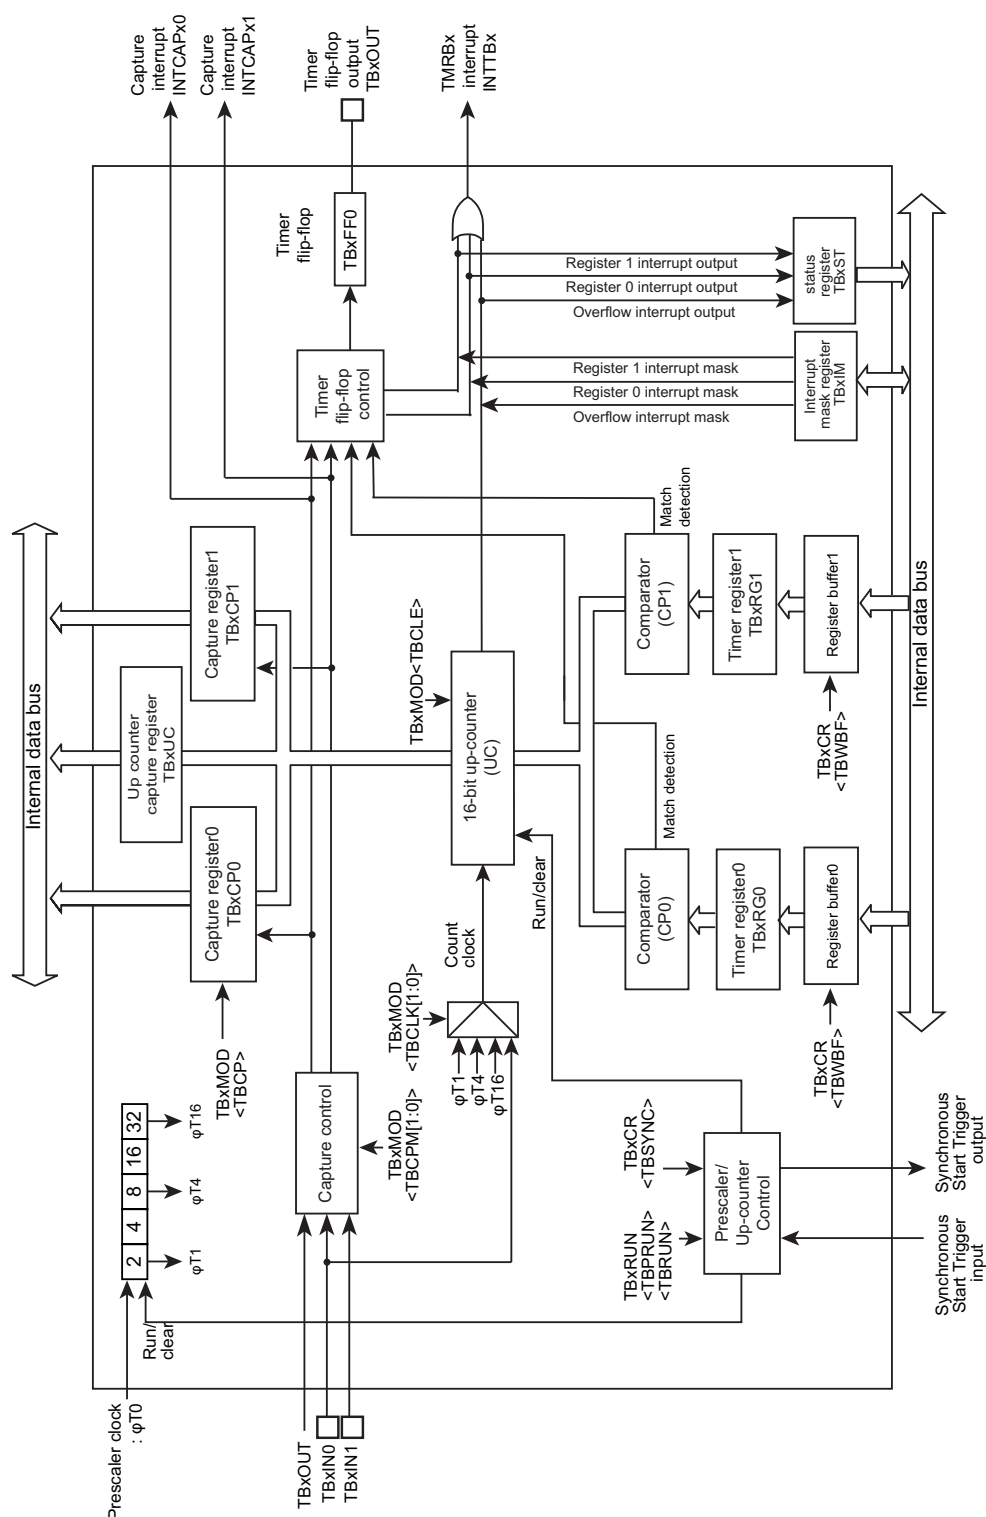 Prescaler clock
: φT0
Run/
clear
2
4
8
16
32
φT1
φT4
φT16
TBxOUT
TBxIN0
TBxIN1
Capture control
TBxMOD
<TBCPM[1:0]>
TBxMOD
<TBCP>
Internal data bus
Capture register0
TBxCP0
Up counter
capture register
TBxUC
Capture register1
TBxCP1
Capture
interrupt
INTCAPx0
Capture
interrupt
INTCAPx1
Timer
flip-flop
output
TBxOUT
TMRBx
interrupt
INTTBx
Timer
flip-flop
TBxFF0
Timer
flip-flop
control
TBxMOD
<TBCLK[1:0]>
φT1
φT4
φT16
Count
clock
TBxMOD<TBCLE>
16-bit up-counter
(UC)
Run/clear
Register 1 interrupt output
Register 0 interrupt output
Overflow interrupt output
Register 1 interrupt mask
Register 0 interrupt mask
Overflow interrupt mask
status
register
TBxST
Interrupt
mask register
TBxIM
Match detection
Match
detection
Comparator
(CP0)
Comparator
(CP1)
Timer register0
TBxRG0
Timer register1
TBxRG1
Register buffer0
Register buffer1
TBxCR
<TBWBF>
TBxCR
<TBWBF>
Internal data bus
TBxRUN
<TBPRUN>
<TBRUN>
TBxCR
<TBSYNC>
Prescaler/
Up-counter
Control
Synchronous
Start Trigger
input
Synchronous
Start Trigger
output